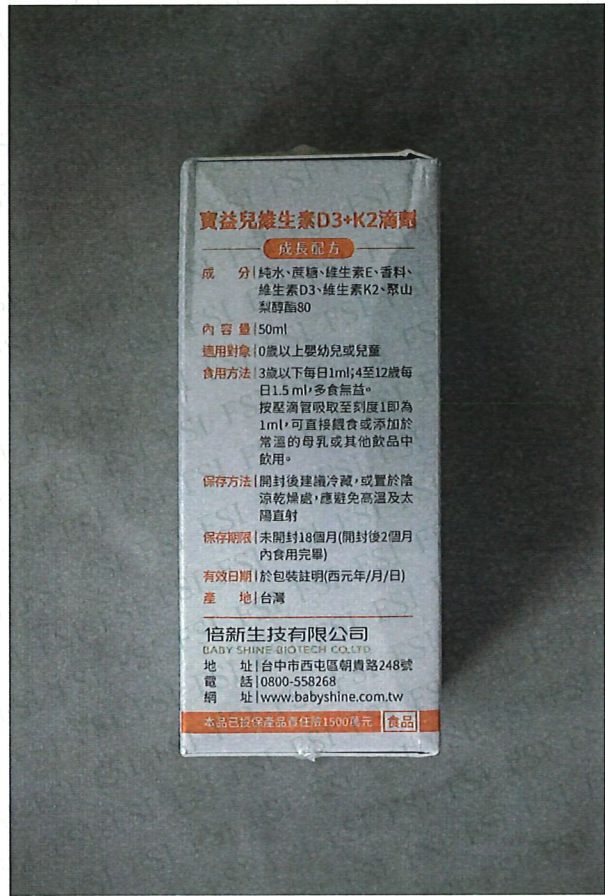 寶益兒維生素D3+K2滴劑
成長配方
成 分 純水、蔗糖、維生素E、香料、
維生素D3、維生素K2、聚山
梨醇酯80
內容量 50ml
適用對象 0歲以上嬰幼兒或兒童
食用方法 3歲以下每日1ml;4至12歲每
日1.5 ml,多食無益。
按壓滴管吸取至刻度1即為
1ml,可直接餵食或添加於
常溫的母乳或其他飲品中
飲用。
保存方法 開封後建議冷藏,或置於陰
涼乾燥處,應避免高溫及太
陽直射
保存期限 未開封18個月(開封後2個月
內食用完畢)
有效日期 於包裝註明(西元年/月/日)
產 地 台灣
倍新生技有限公司
BABY SHINE BIOTECH CO.LTD
地 址 台中市西屯區朝貴路248號
電 話 0800-558268
網 址 www.babyshine.com.tw
本品已投保產品責任險1500萬元 食品